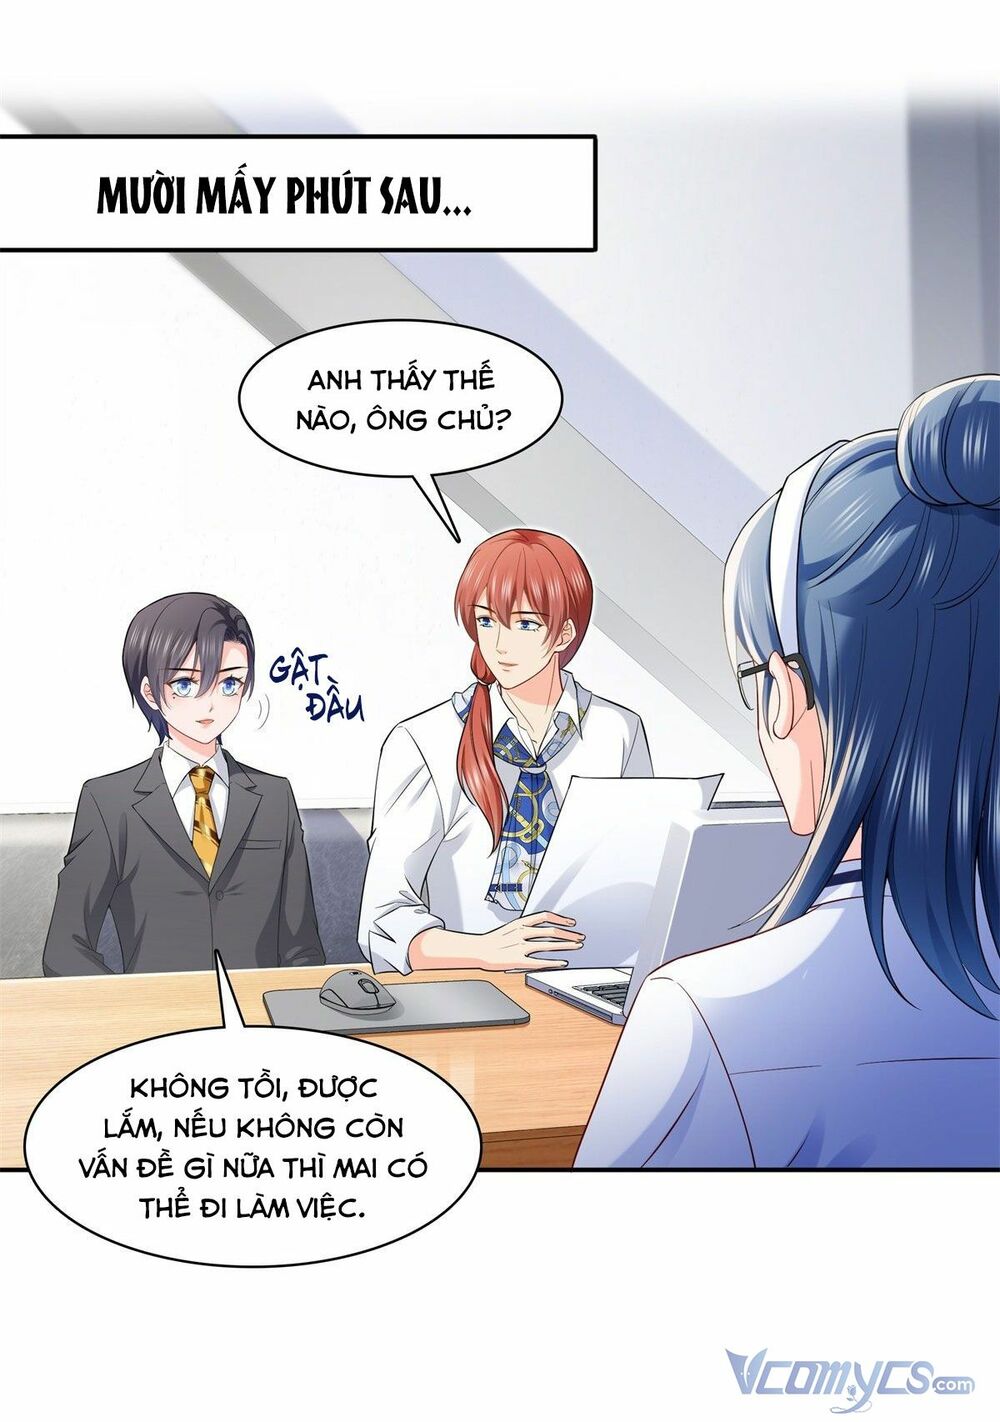 MƯỜI MẤY PHÚT SAU...
ANH THẤY THẾ
NÀO, ÔNG CHỦ?
GẬT
ĐẦU
KHÔNG TỒI, ĐƯỢC
LẮM, NẾU KHÔNG CÒN
VẤN ĐỀ GÌ NỮA THÌ MAI CÓ
THỂ ĐI LÀM VIỆC.
VCOMYCS.com